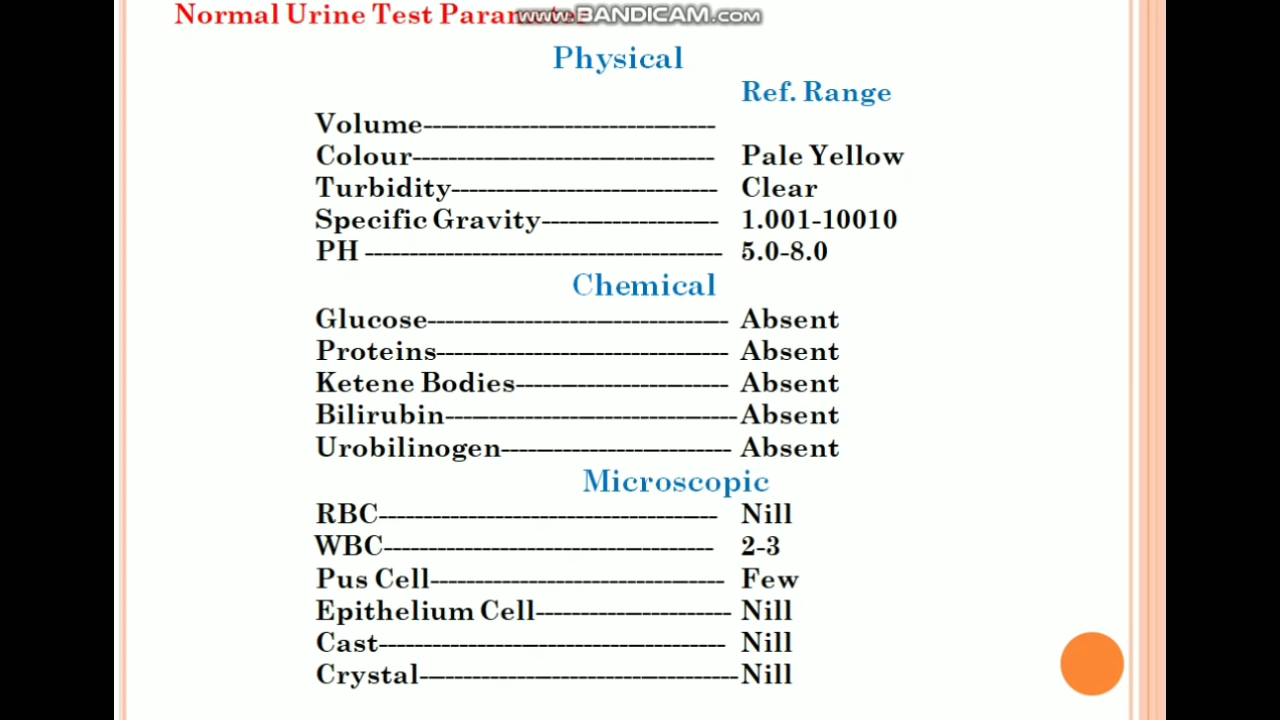 Normal Urine Test Parameter
www.BANDICAM.com
Physical
Ref. Range
Volume---------------------------------
Colour--------------------------------- Pale Yellow
Turbidity----------------------------- Clear
Specific Gravity------------------- 1.001-10010
PH --------------------------------------- 5.0-8.0
Chemical
Glucose--------------------------------- Absent
Proteins-------------------------------- Absent
Ketene Bodies----------------------- Absent
Bilirubin--------------------------------Absent
Urobilinogen------------------------- Absent
Microscopic
RBC------------------------------------- Nill
WBC------------------------------------ 2-3
Pus Cell-------------------------------- Few
Epithelium Cell--------------------- Nill
Cast-------------------------------------- Nill
Crystal----------------------------------Nill